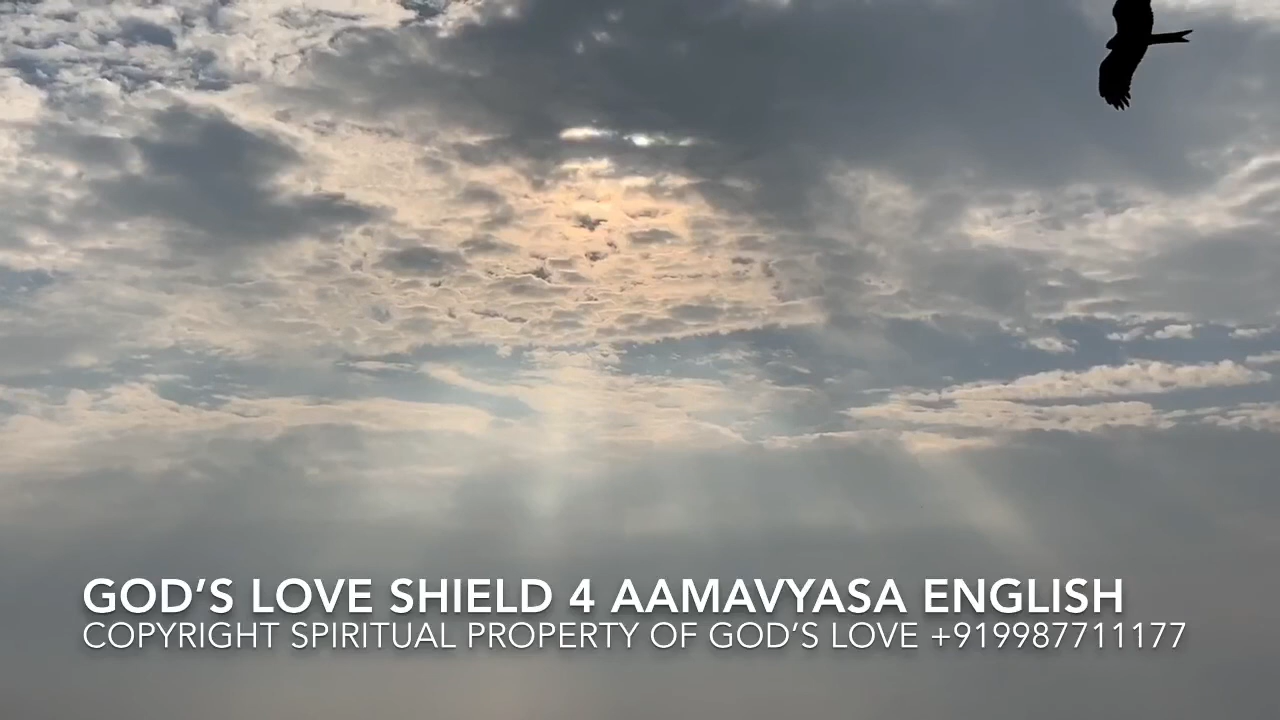 GOD’S LOVE SHIELD 4 AAMAVYASA ENGLISH
COPYRIGHT SPIRITUAL PROPERTY OF GOD’S LOVE +919987711177